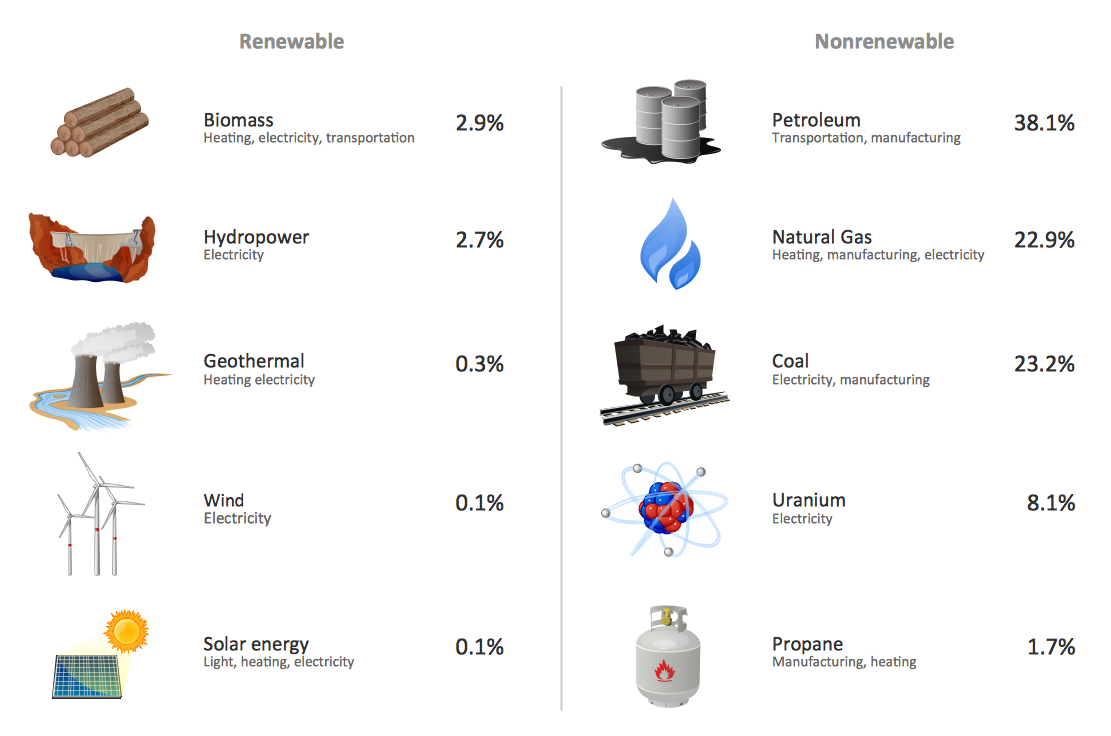 Renewable
Biomass
Heating, electricity, transportation
2.9%
Hydropower
Electricity
2.7%
Geothermal
Heating electricity
0.3%
Wind
Electricity
0.1%
Solar energy
Light, heating, electricity
0.1%
Nonrenewable
Petroleum
Transportation, manufacturing
38.1%
Natural Gas
Heating, manufacturing, electricity
22.9%
Coal
Electricity, manufacturing
23.2%
Uranium
Electricity
8.1%
Propane
Manufacturing, heating
1.7%